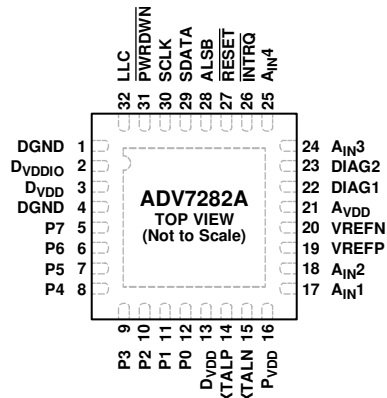 LLC 32
PWRDWN 31
SCLK 30
SDATA 29
ALSB 28
RESET 27
INTRQ 26
AIN4 25
DGND 1
DVDDIO 2
DVDD 3
DGND 4
P7 5
P6 6
P5 7
P4 8
ADV7282A
TOP VIEW
(Not to Scale)
24 AIN3
23 DIAG2
22 DIAG1
21 AVDD
20 VREFN
19 VREFP
18 AIN2
17 AIN1
P3 9
P2 10
P1 11
P0 12
DVDD 13
XTALP 14
XTALN 15
PVDD 16